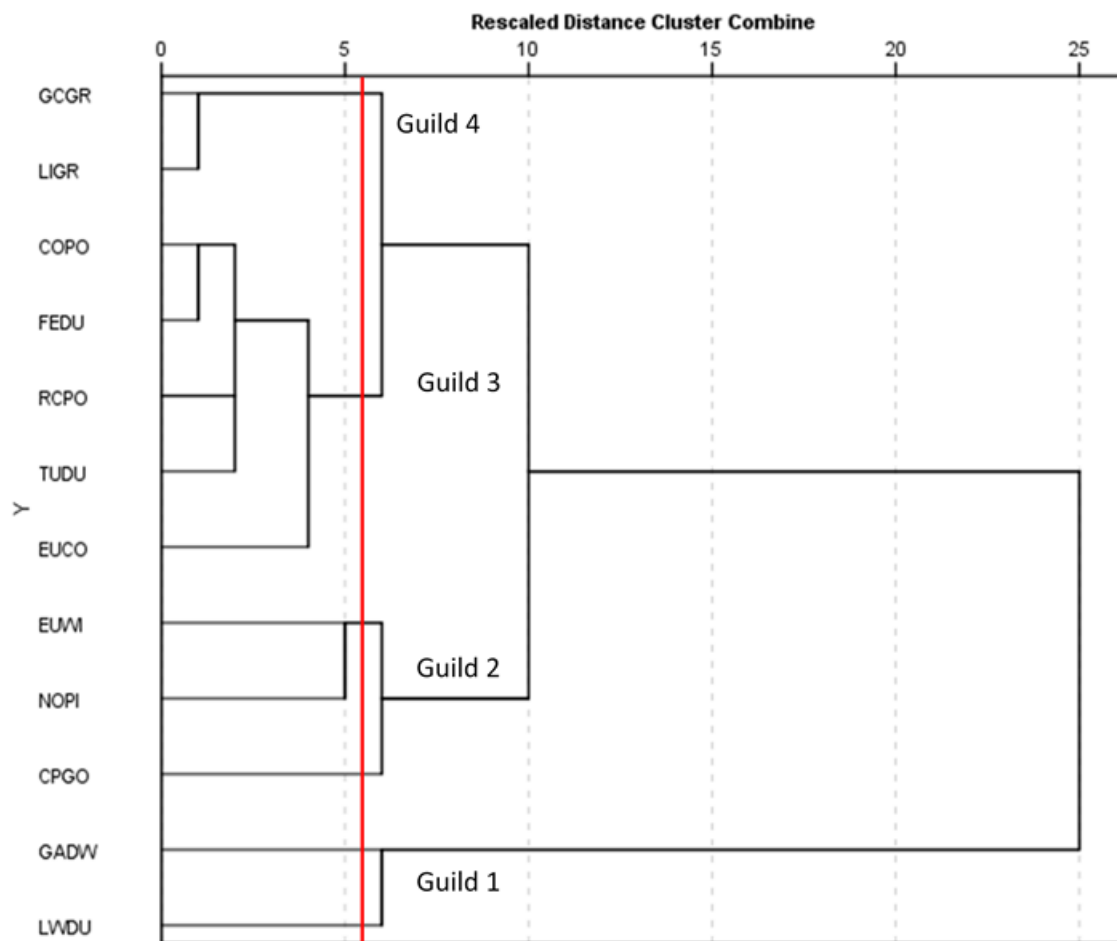 Rescaled Distance Cluster Combine
0 5 10 15 20 25
GCGR
Guild 4
LIGR
COPO
FEDU
Guild 3
RCPO
TUDU
Y
EUCO
EUWI
Guild 2
NOPI
CPGO
GADW
Guild 1
LWDU